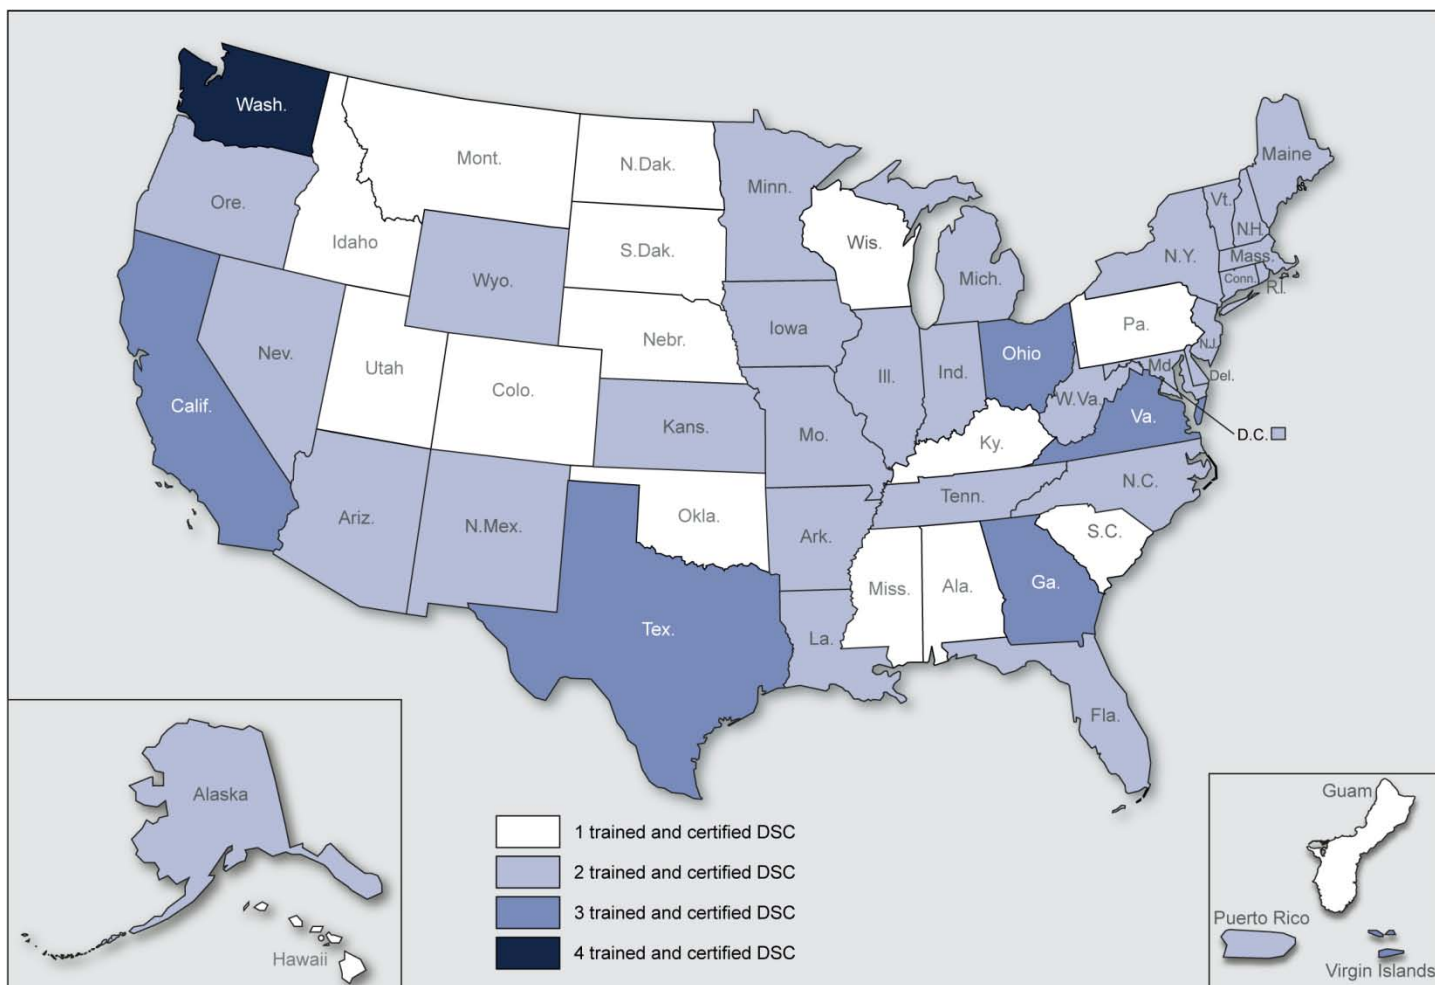 Wash.
Mont.
N.Dak.
Minn.
Maine
Ore.
Idaho
S.Dak.
Wis.
Vt.
N.H.
Wyo.
Mich.
N.Y.
Mass.
Conn.
R.I.
Nev.
Utah
Colo.
Nebr.
Iowa
Ill.
Ind.
Ohio
Pa.
N.J.
Md.
Del.
Calif.
Kans.
Mo.
W.Va.
Va.
D.C.
Ky.
Ariz.
N.Mex.
Okla.
Ark.
Tenn.
N.C.
S.C.
Tex.
La.
Miss.
Ala.
Ga.
Fla.
Alaska
Hawaii
1 trained and certified DSC
2 trained and certified DSC
3 trained and certified DSC
4 trained and certified DSC
Guam
Puerto Rico
Virgin Islands